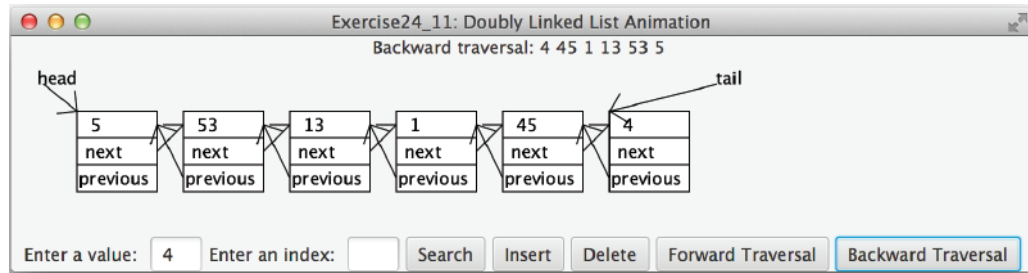 Exercise24_11: Doubly Linked List Animation
Backward traversal: 4 45 1 13 53 5
head tail
5 53 13 1 45 4
next next next next next next
previous previous previous previous previous previous
Enter a value: 4 Enter an index: Search Insert Delete Forward Traversal Backward Traversal